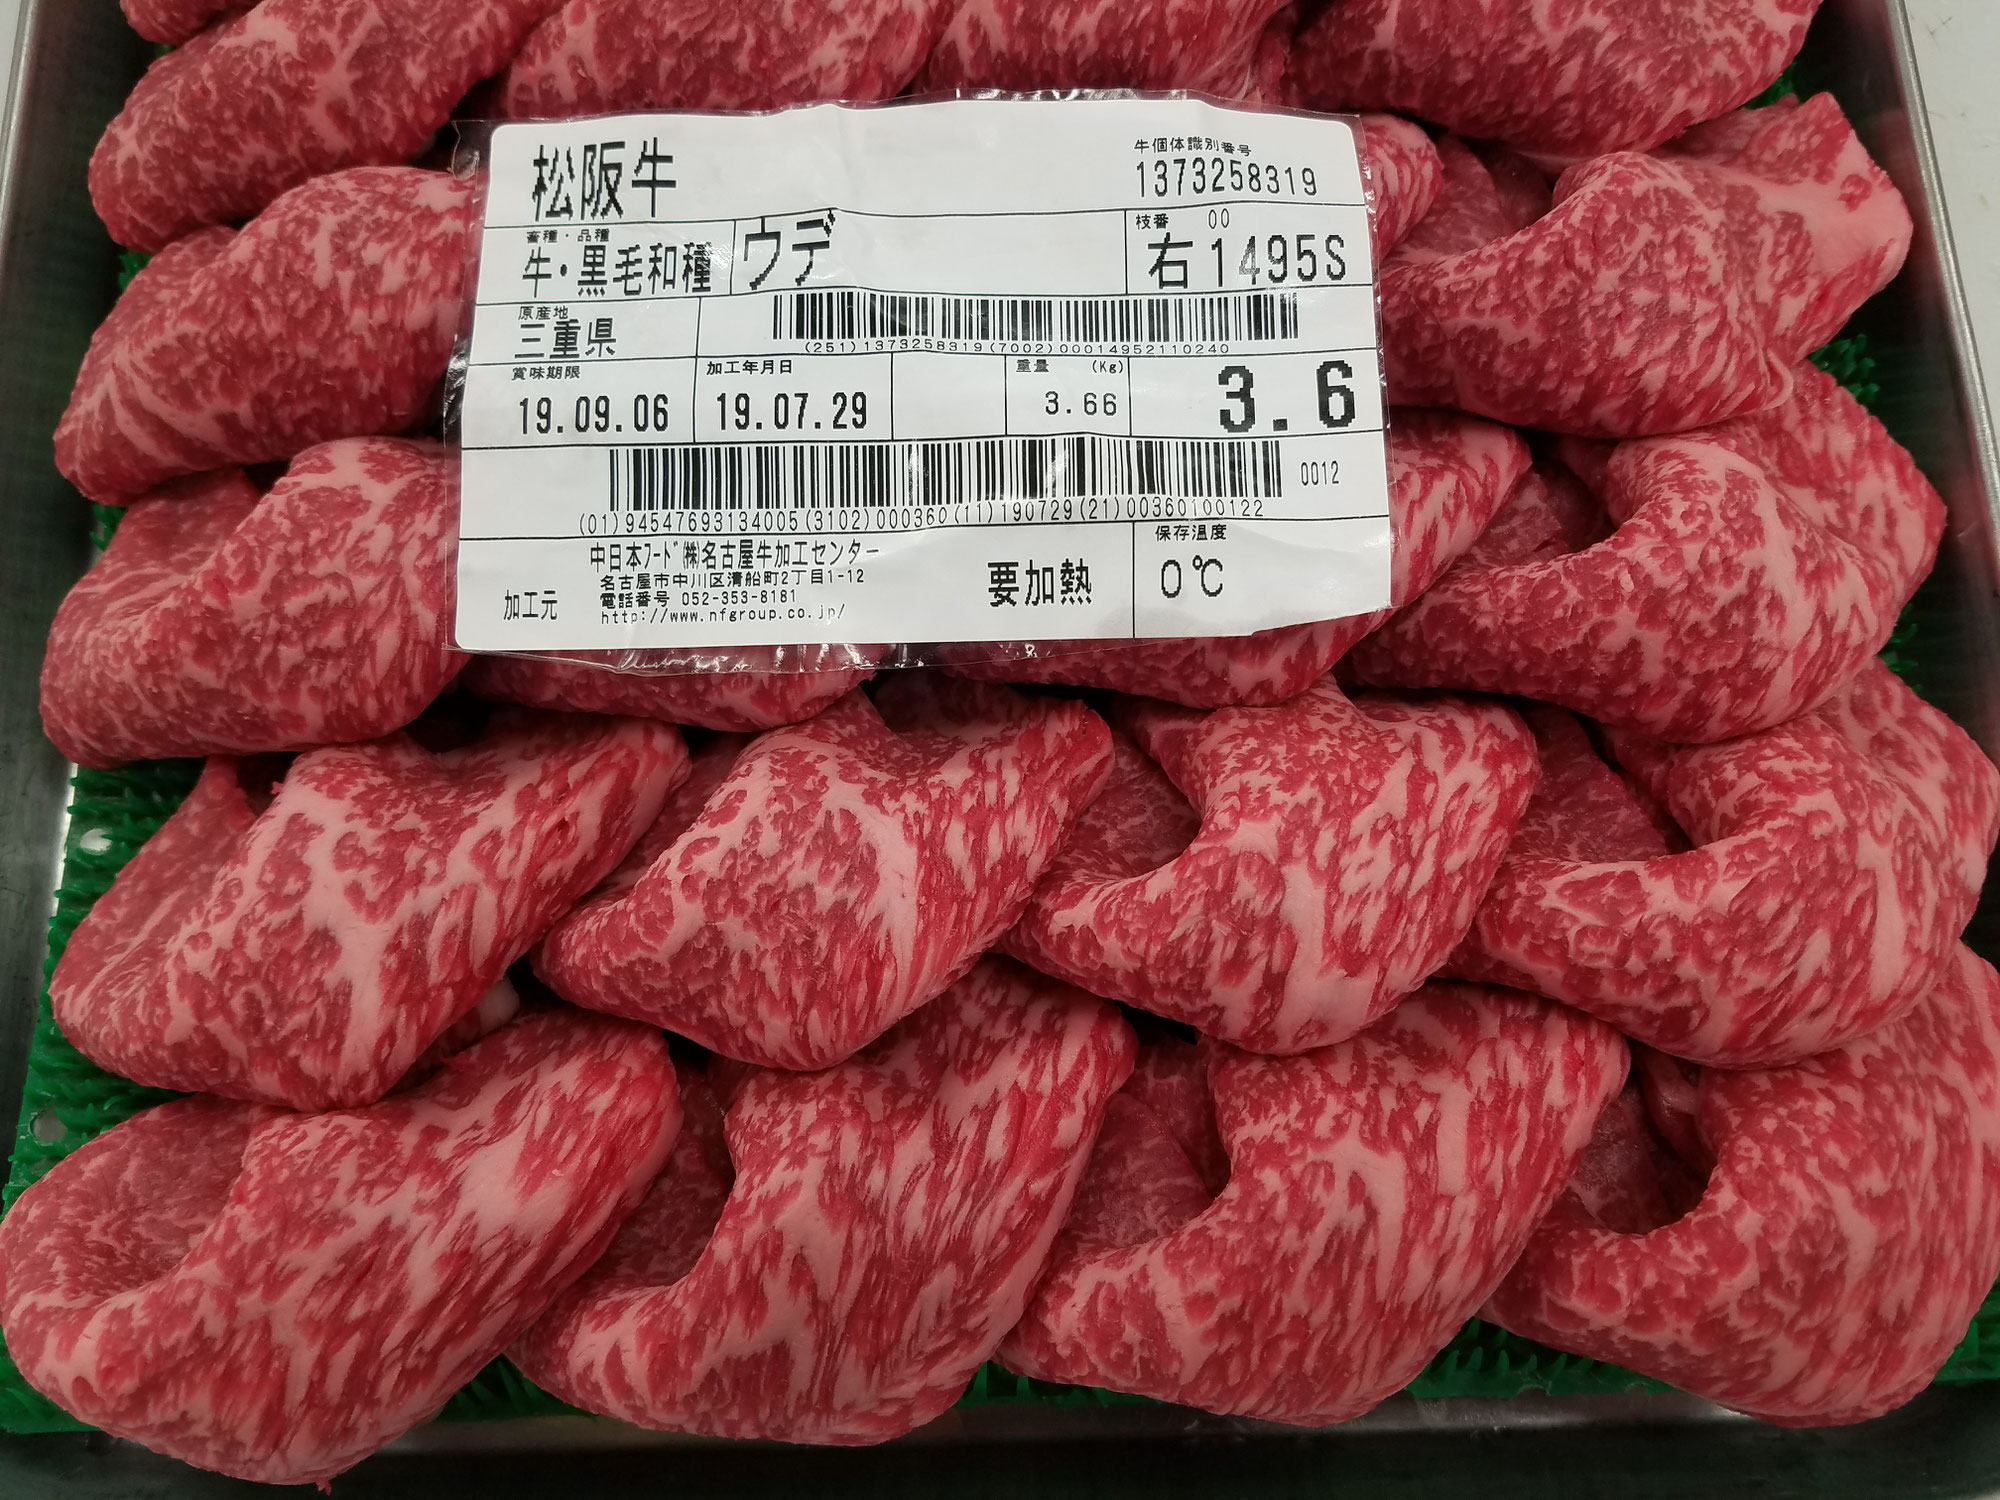 松阪牛
牛個体識別番号
1373258319
畜種・品種
牛・黒毛和種
ウデ
枝番 00
右1495S
原産地
三重県
(251)1373258319(7002)00014952110240
賞味期限
19.09.06
加工年月日
19.07.29
重量 (Kg)
3.66
3.6
0012
(01)94547693134005(3102)000360(11)190729(21)00360100122
加工元
中日本フード(株)名古屋牛加工センター
名古屋市中川区清船町2丁目1-12
電話番号 052-353-8181
http://www.nfgroup.co.jp/
要加熱
保存温度
0℃